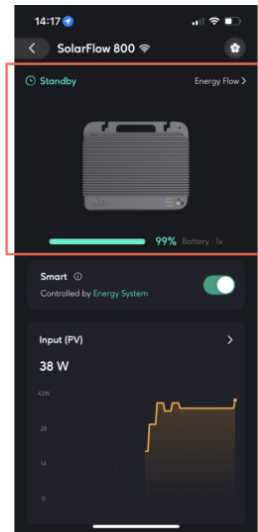 14:17
SolarFlow 800
Standby
Energy Flow >
99% Battery · 1x
Smart
Controlled by Energy System
Input (PV)
38 W
42W
28
14
0